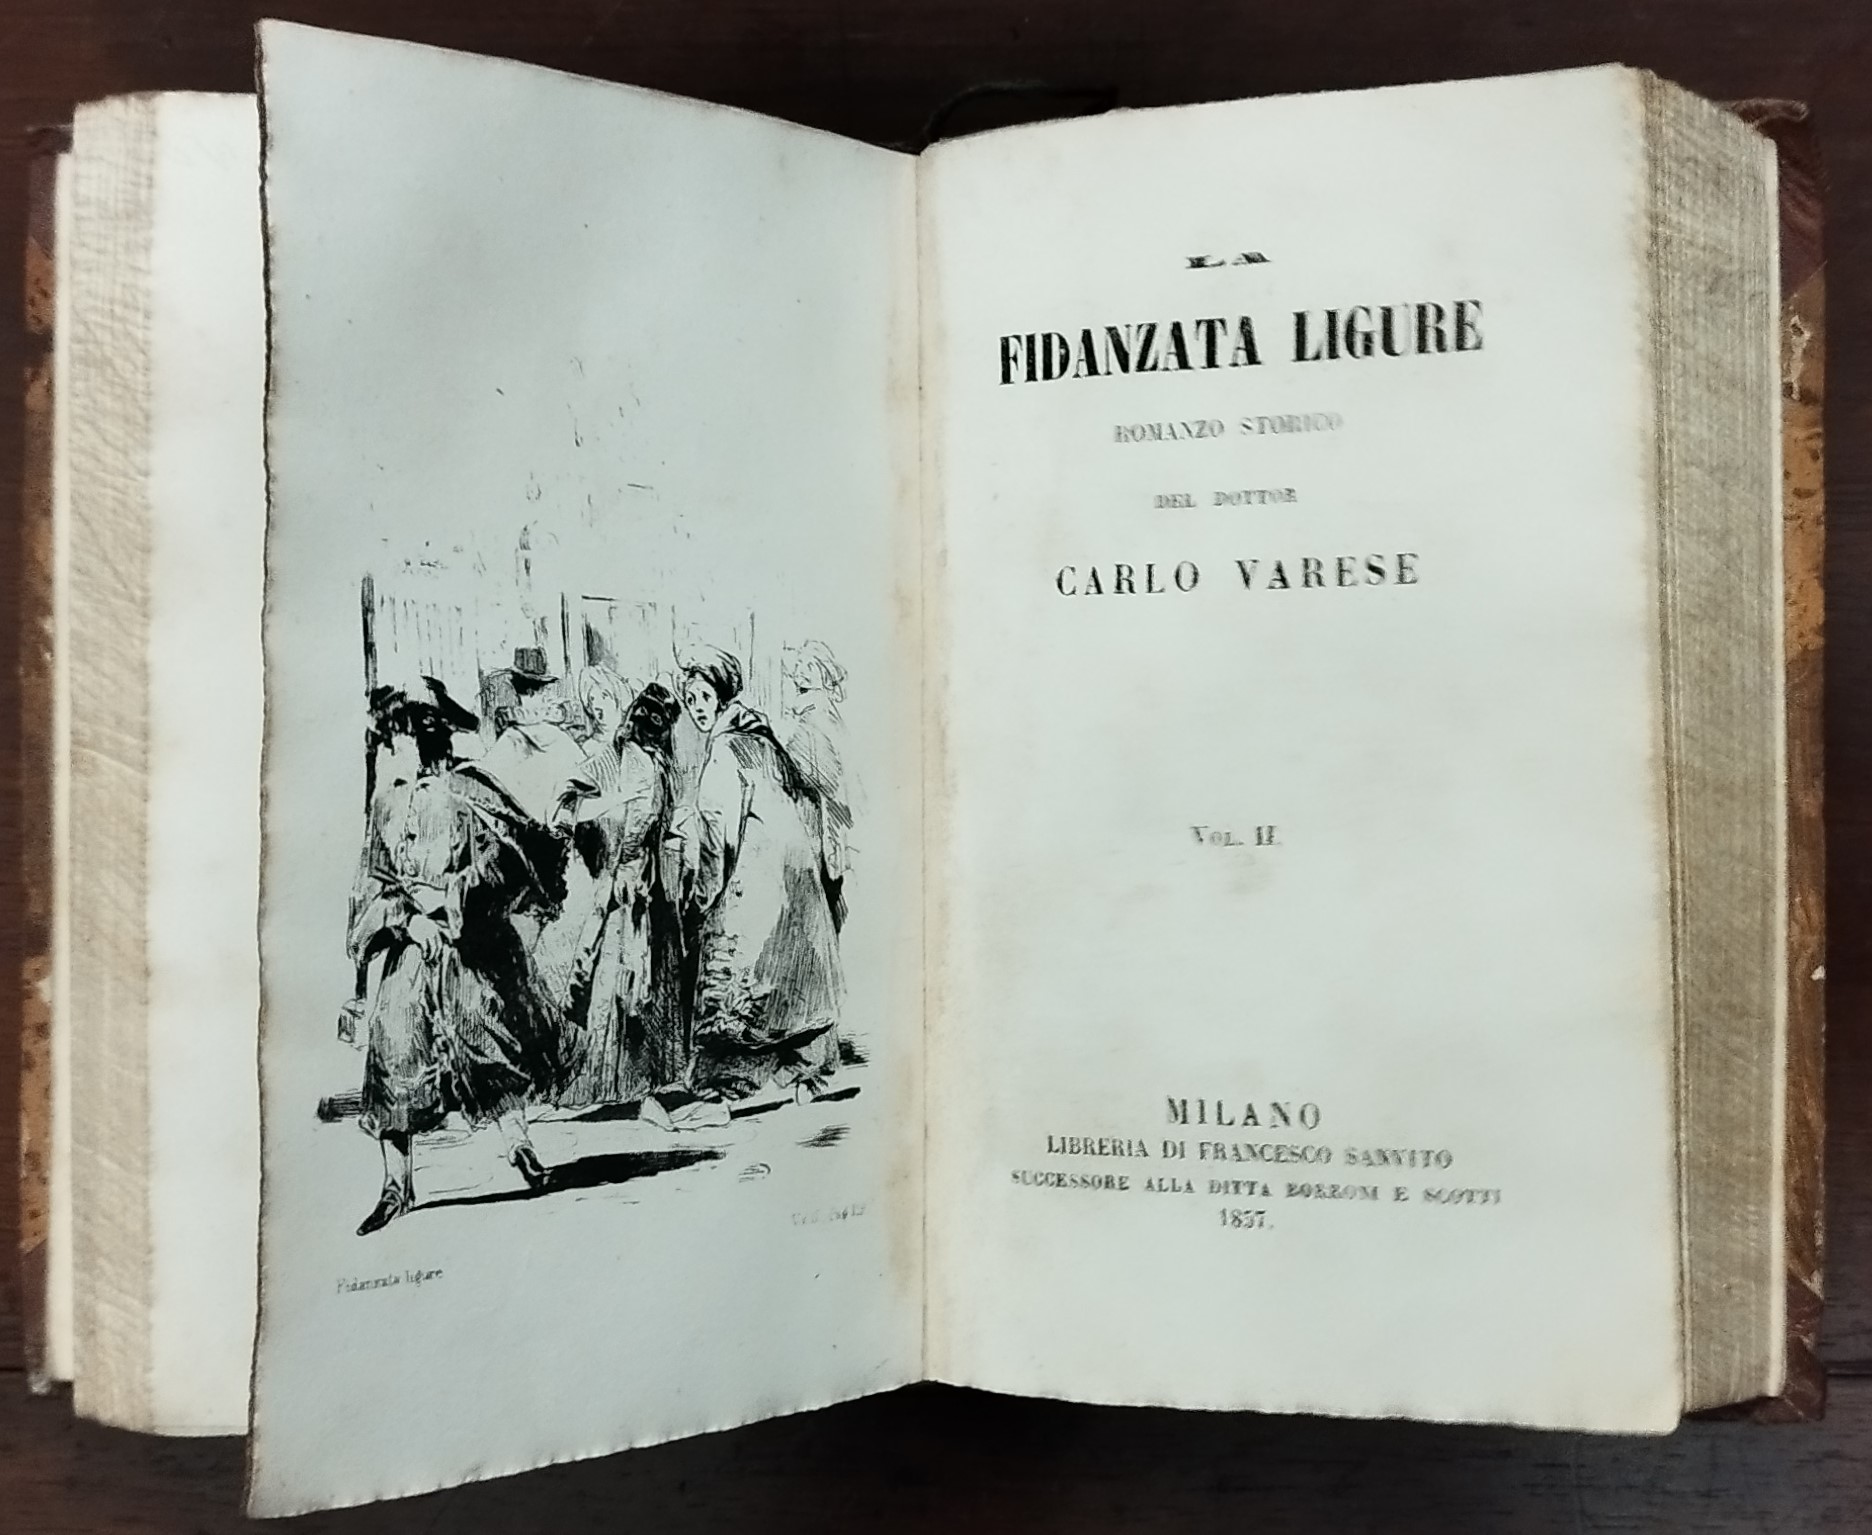 Fidanzata ligure
LA
FIDANZATA LIGURE
ROMANZO STORICO
DEL DOTTOR
CARLO VARESE
VOL. II.
MILANO
LIBRERIA DI FRANCESCO SANVITO
SUCCESSORE ALLA DITTA BORRONI E SCOTTI
1857.